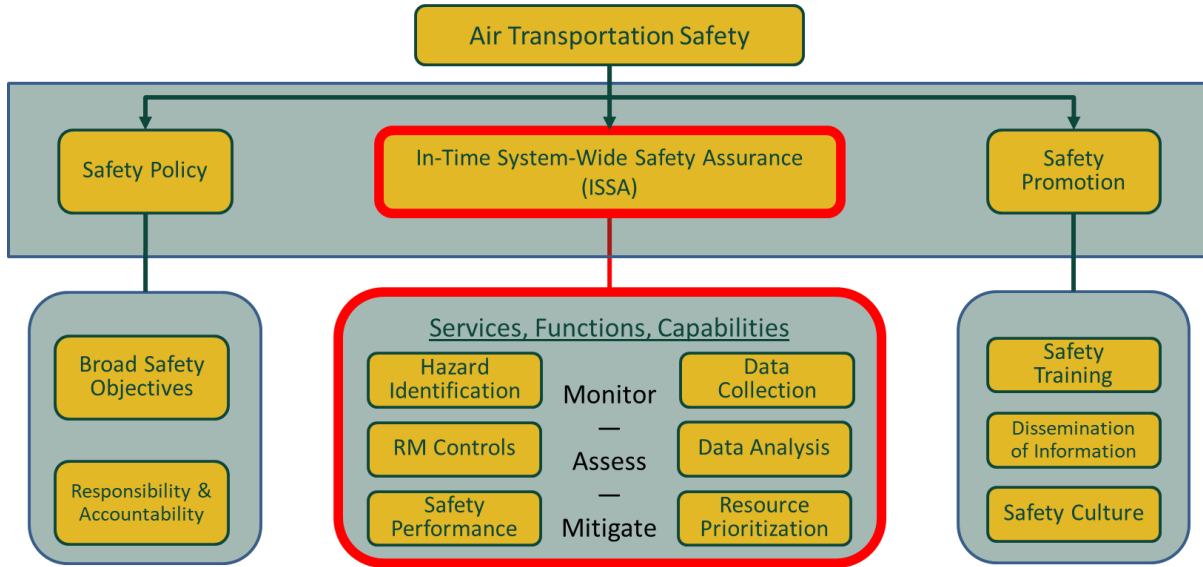 Air Transportation Safety
Safety Policy
In-Time System-Wide Safety Assurance
(ISSA)
Safety
Promotion
Broad Safety
Objectives
Responsibility &
Accountability
Services, Functions, Capabilities
Hazard
Identification
RM Controls
Safety
Performance
Monitor
—
Assess
—
Mitigate
Data
Collection
Data Analysis
Resource
Prioritization
Safety
Training
Dissemination
of Information
Safety Culture